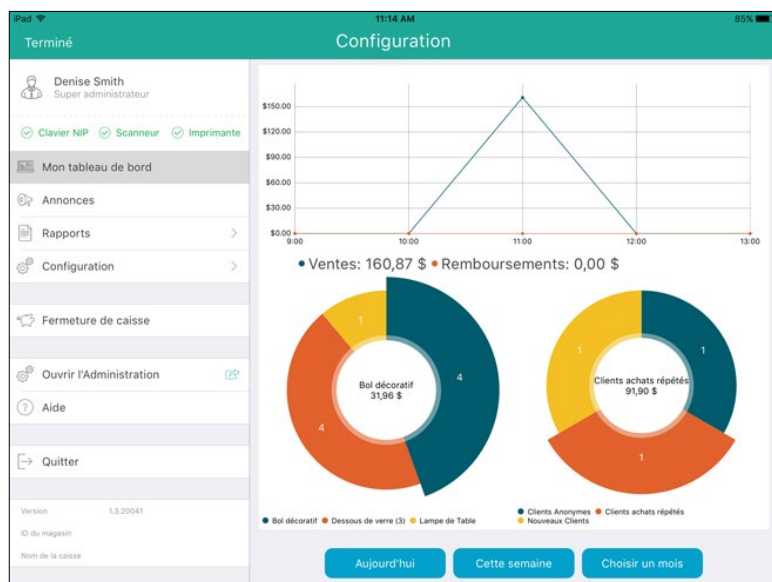 iPad 11:14 AM 85%
Terminé Configuration
Denise Smith
Super administrateur
Clavier NIP Scanneur Imprimante
Mon tableau de bord
Annonces
Rapports
Configuration
Fermeture de caisse
Ouvrir l'Administration
Aide
Quitter
Version 1.3.20041
ID du magasin
Nom de la caisse
$150.00
$120.00
$90.00
$60.00
$30.00
$0.00
9:00 10:00 11:00 12:00 13:00
Ventes: 160,87 $ Remboursements: 0,00 $
1
4
4
Bol décoratif
31,96 $
1
1
1
Clients achats répétés
91,90 $
Bol décoratif Dessous de verre (3) Lampe de Table
Clients Anonymes Clients achats répétés
Nouveaux Clients
Aujourd'hui Cette semaine Choisir un mois